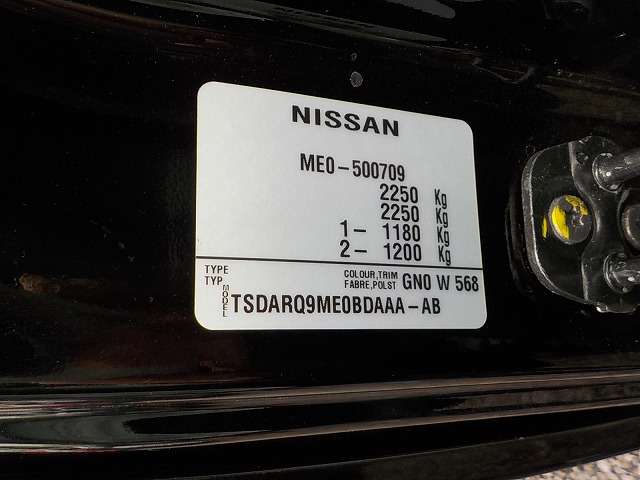 NISSAN
ME0-500709
2250 Kg
2250 Kg
1- 1180 Kg
2- 1200 Kg
TYPE
TYP
COLOUR,TRIM
FABRE,POLST GN0 W 568
MODEL TSDARQ9ME0BDAAA-AB